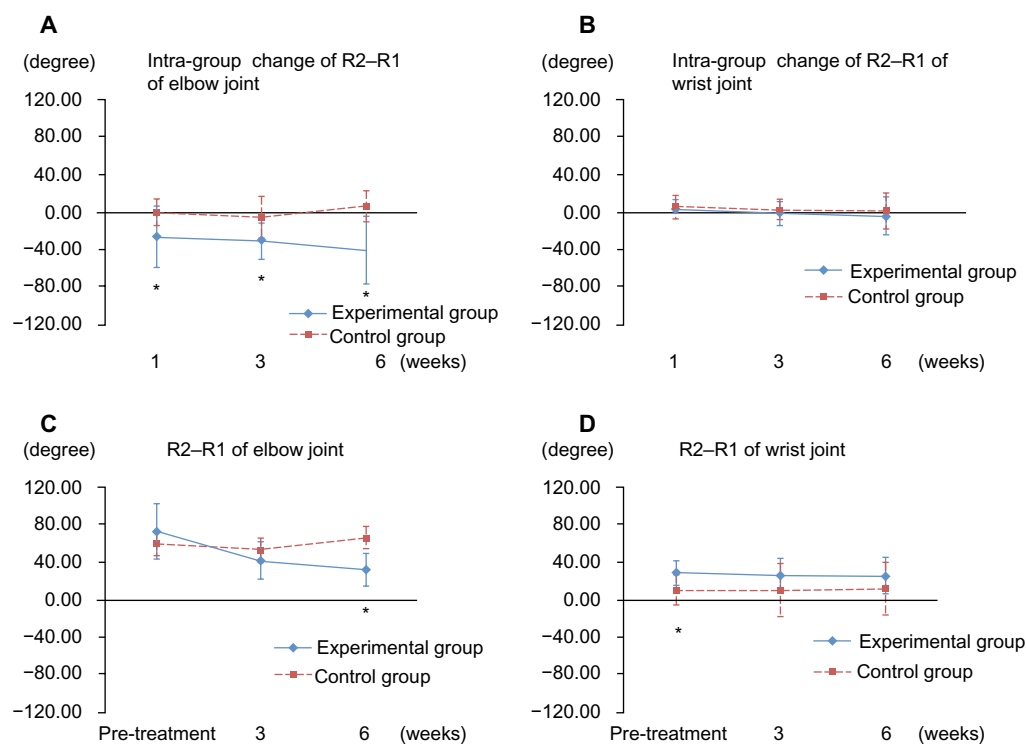 A
(degree)
Intra-group change of R2–R1
of elbow joint
120.00
80.00
40.00
0.00
−40.00
−80.00
−120.00
*
*
*
Experimental group
Control group
1 3 6 (weeks)
B
(degree)
Intra-group change of R2–R1 of
wrist joint
120.00
80.00
40.00
0.00
−40.00
−80.00
−120.00
Experimental group
Control group
1 3 6 (weeks)
C
(degree)
R2–R1 of elbow joint
120.00
80.00
40.00
0.00
−40.00
−80.00
−120.00
*
Experimental group
Control group
Pre-treatment 3 6 (weeks)
D
(degree)
R2–R1 of wrist joint
120.00
80.00
40.00
0.00
−40.00
−80.00
−120.00
*
Experimental group
Control group
Pre-treatment 3 6 (weeks)